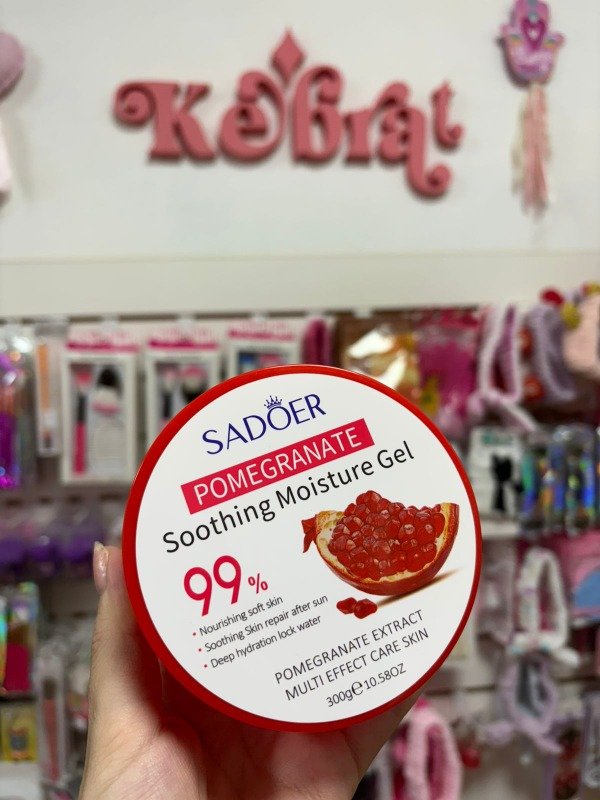 Kebrat
SADOER
POMEGRANATE
Soothing Moisture Gel
99%
• Nourishing soft skin
• Soothing Skin repair after sun
• Deep hydration lock water
POMEGRANATE EXTRACT
MULTI EFFECT CARE SKIN
300g℮10.58OZ